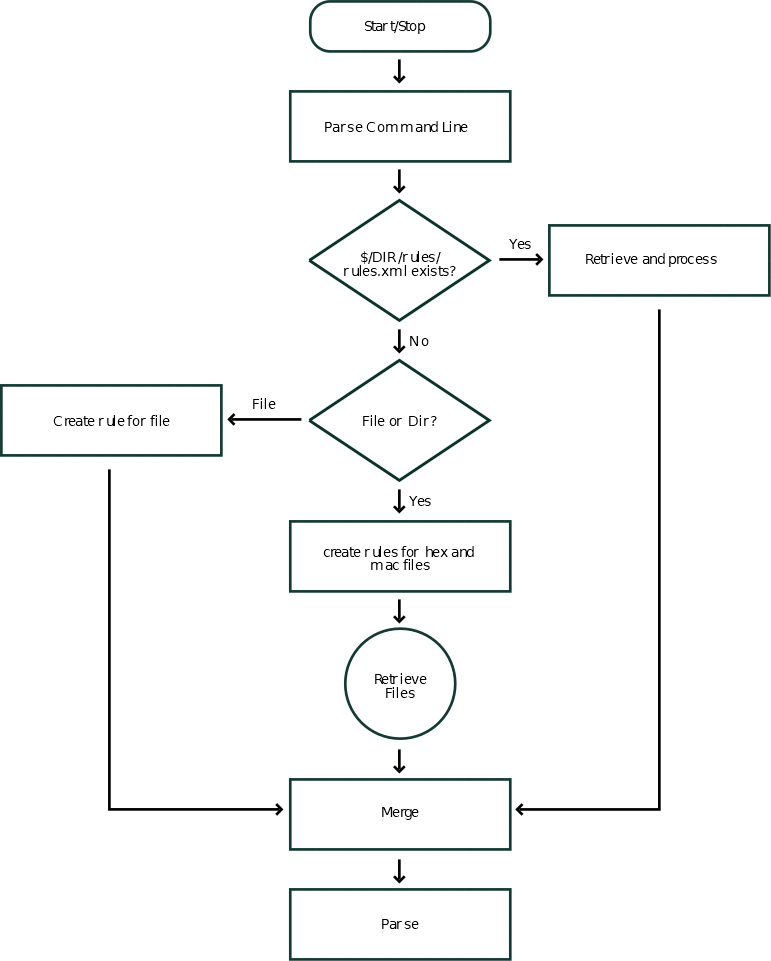 Start/Stop
Parse Command Line
$/DIR/rules/
rules.xml exists?
Yes
Retrieve and process
No
File or Dir?
File
Create rule for file
Yes
create rules for hex and
mac files
Retrieve
Files
Merge
Parse